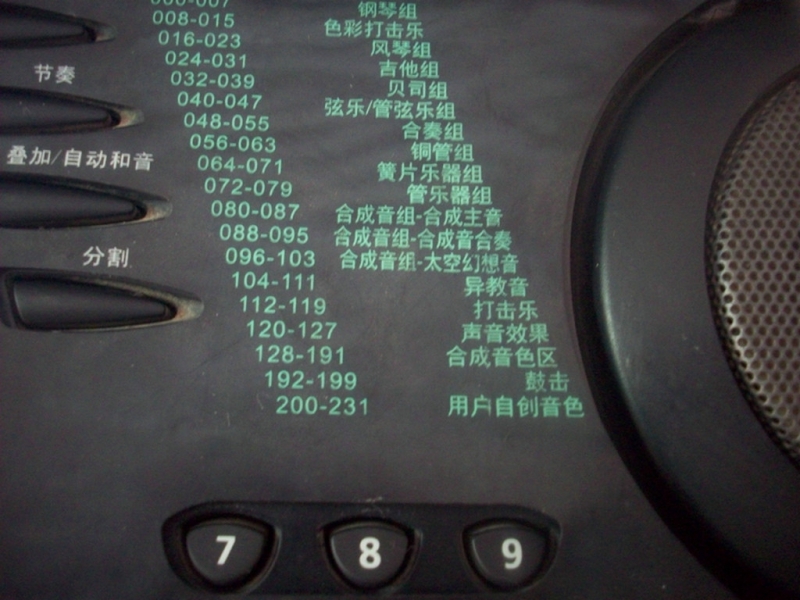 000-007 钢琴组
008-015 色彩打击乐
016-023 风琴组
024-031 吉他组
032-039 贝司组
040-047 弦乐/管弦乐组
048-055 合奏组
056-063 铜管组
064-071 簧片乐器组
072-079 管乐器组
080-087 合成音组-合成主音
088-095 合成音组-合成音合奏
096-103 合成音组-太空幻想音
104-111 异教音
112-119 打击乐
120-127 声音效果
128-191 合成音色区
192-199 鼓击
200-231 用户自创音色
节奏
叠加/自动和音
分割
7 8 9